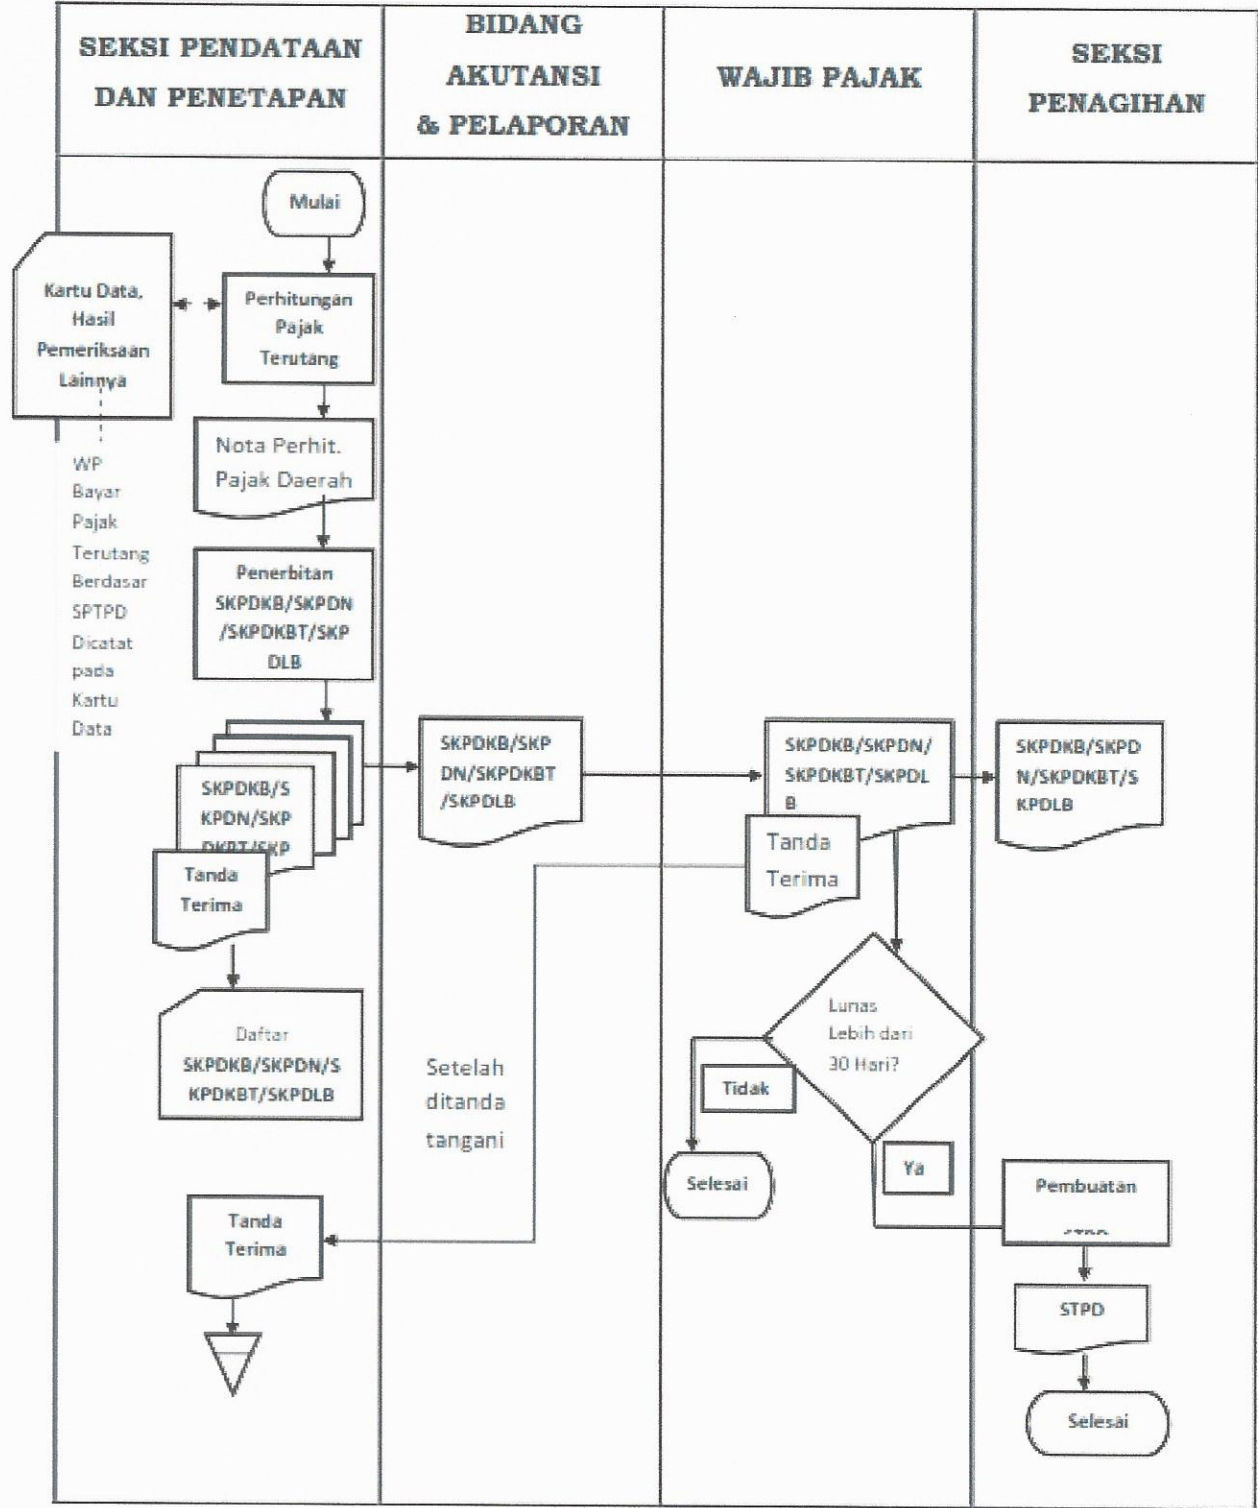 SEKSI PENDATAAN
DAN PENETAPAN
BIDANG
AKUTANSI
& PELAPORAN
WAJIB PAJAK
SEKSI
PENAGIHAN
Mulai
Kartu Data,
Hasil
Pemeriksaan
Lainnya
Perhitungan
Pajak
Terutang
Nota Perhit.
Pajak Daerah
WP
Bayar
Pajak
Terutang
Berdasar
SPTPD
Dicatat
pada
Kartu
Data
Penerbitan
SKPDKB/SKPDN
/SKPDKBT/SKP
DLB
SKPDKB/S
KPDN/SKP
DKBT/SKP
Tanda
Terima
SKPDKB/SKP
DN/SKPDKBT
/SKPDLB
SKPDKB/SKPDN/
SKPDKBT/SKPDL
B
Tanda
Terima
SKPDKB/SKPD
N/SKPDKBT/S
KPDLB
Daftar
SKPDKB/SKPDN/S
KPDKBT/SKPDLB
Setelah
ditanda
tangani
Lunas
Lebih dari
30 Hari?
Tidak
Ya
Selesai
Pembuatan
Tanda
Terima
STPD
Selesai